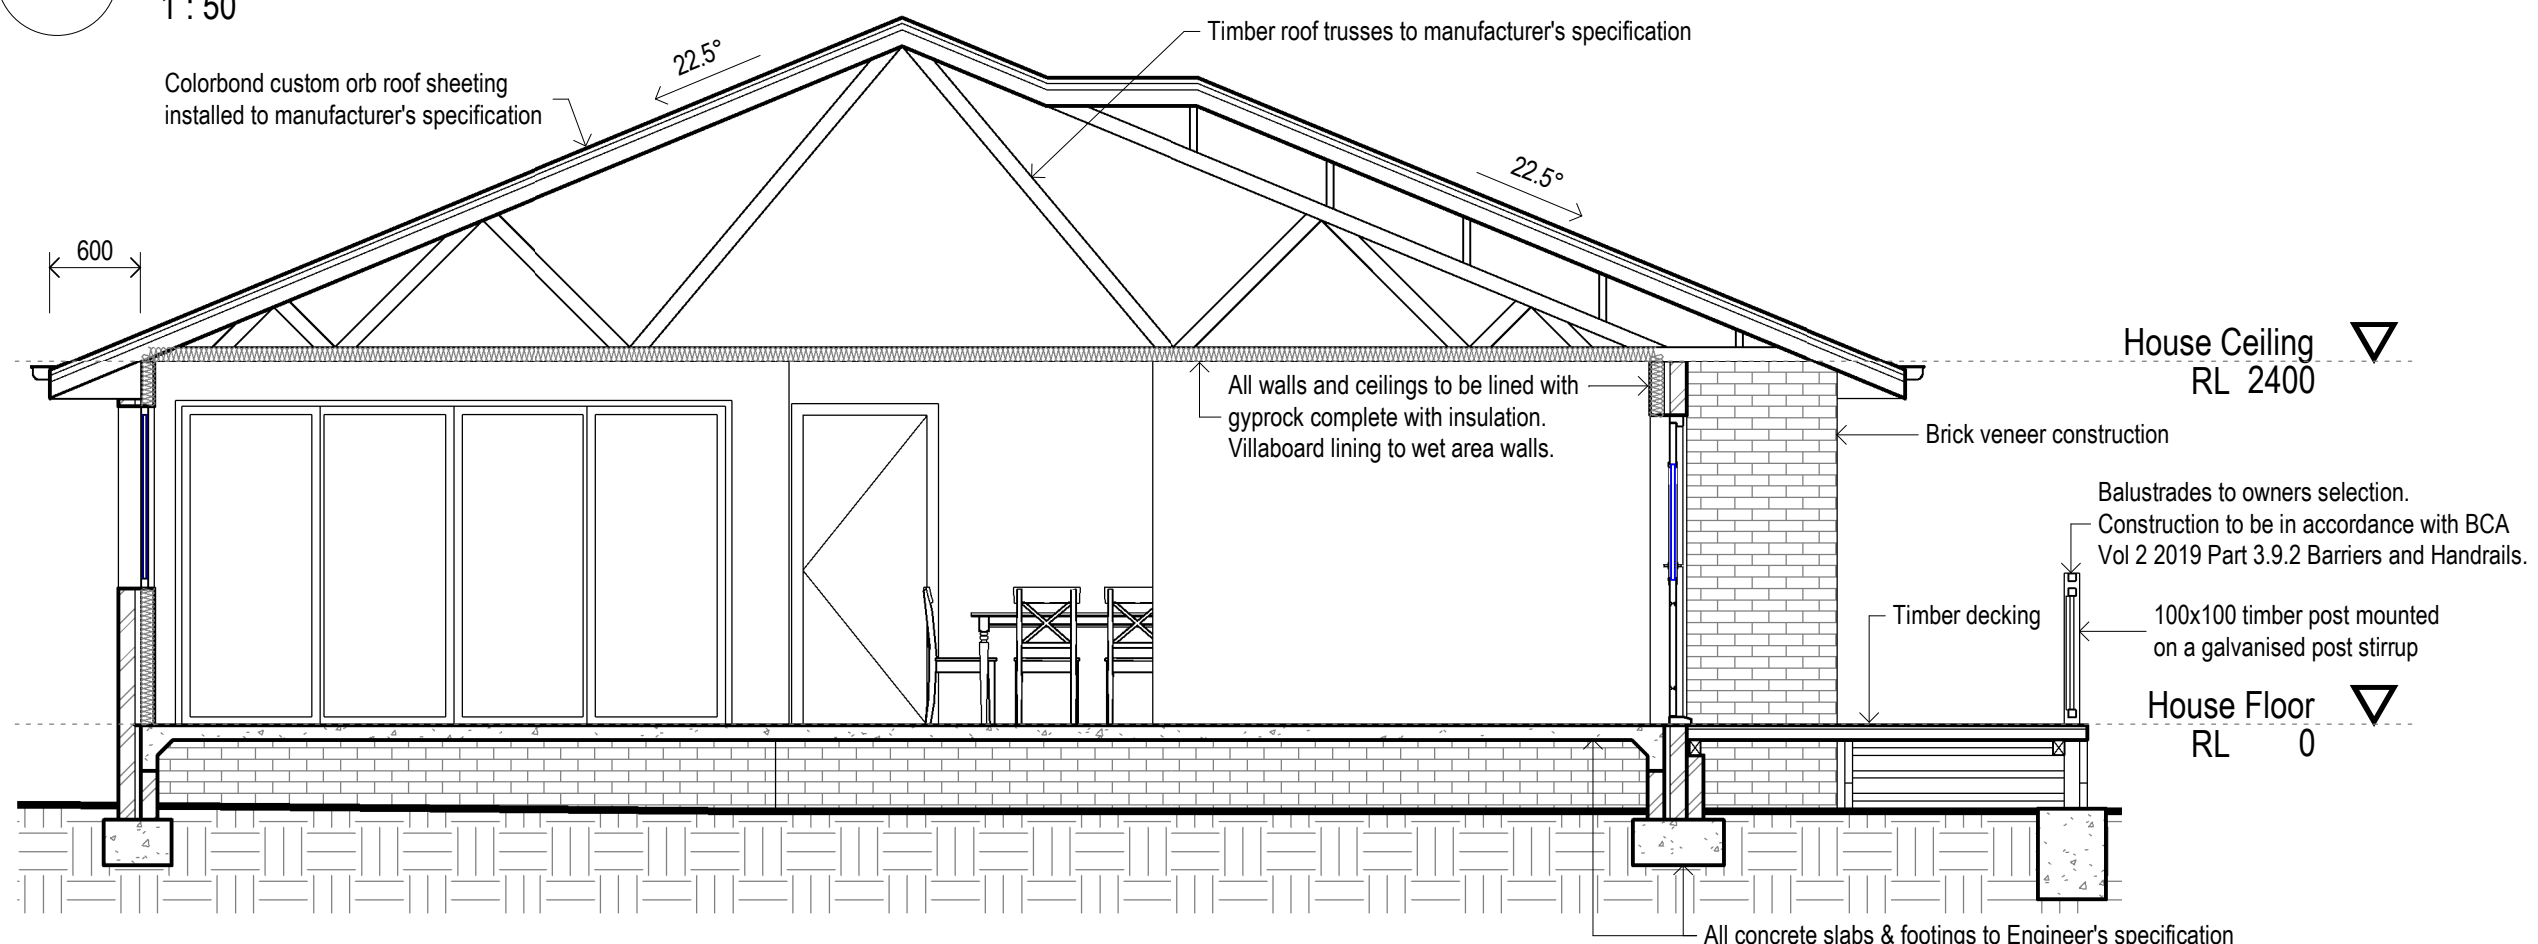 1 : 50
Timber roof trusses to manufacturer's specification
22.5°
Colorbond custom orb roof sheeting
installed to manufacturer's specification
22.5°
600
House Ceiling
RL 2400
All walls and ceilings to be lined with
gyprock complete with insulation.
Villaboard lining to wet area walls.
Brick veneer construction
Balustrades to owners selection.
Construction to be in accordance with BCA
Vol 2 2019 Part 3.9.2 Barriers and Handrails.
Timber decking
100x100 timber post mounted
on a galvanised post stirrup
House Floor
RL 0
All concrete slabs & footings to Engineer's specification